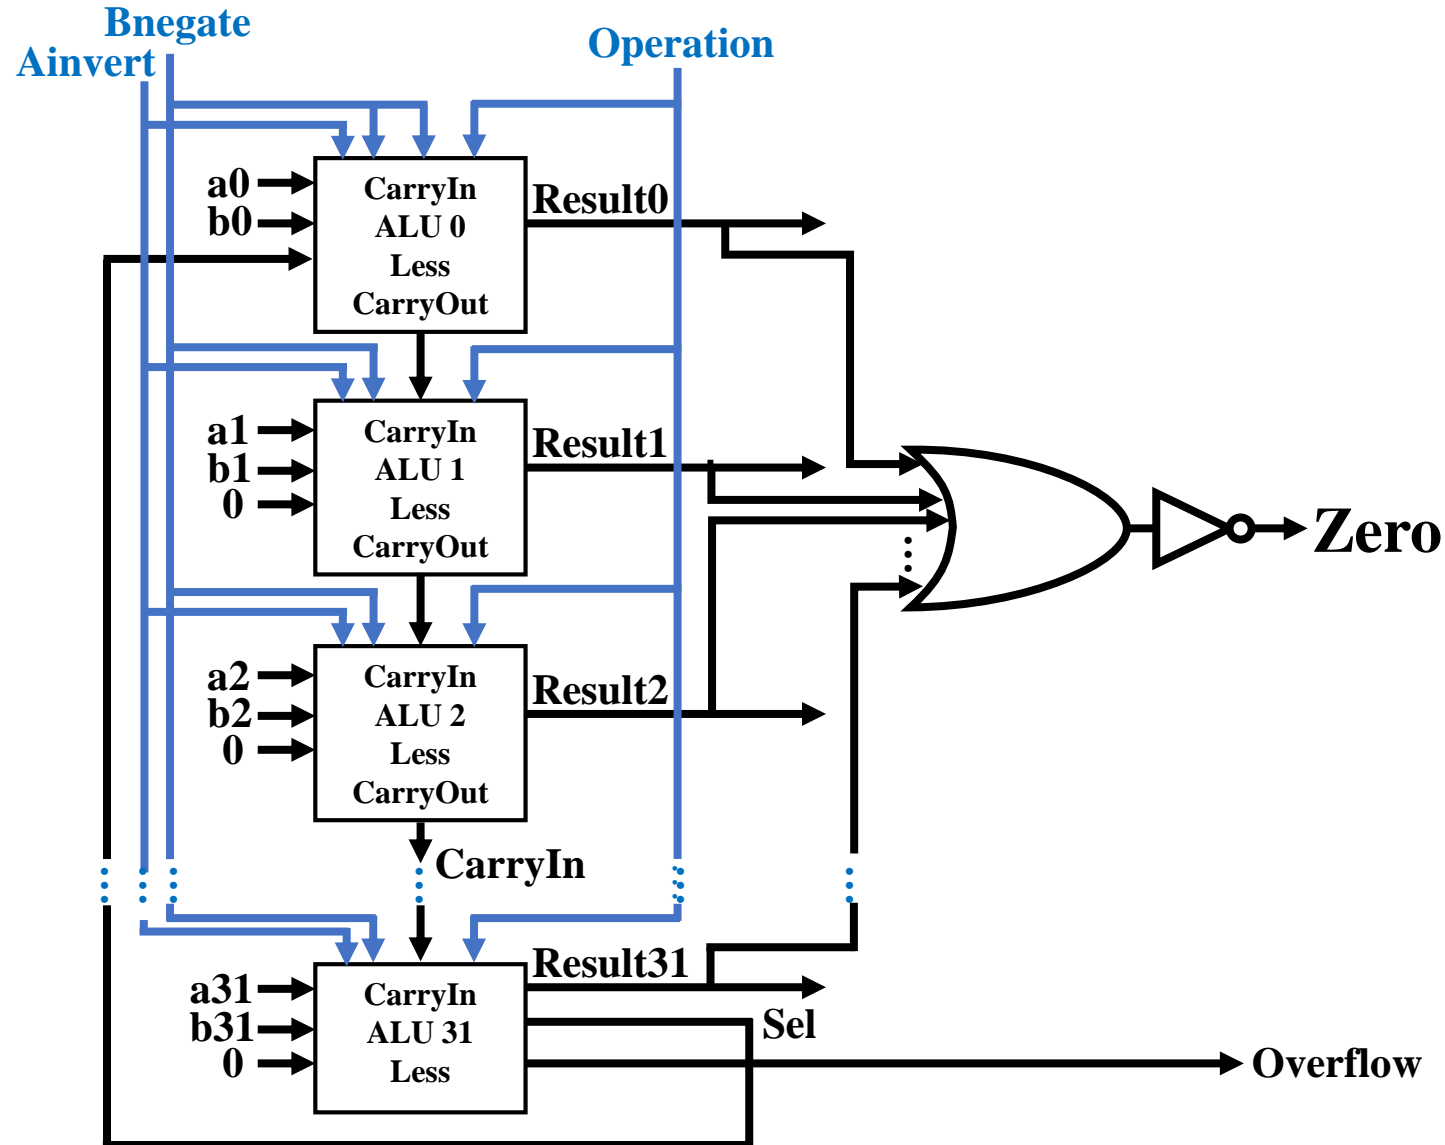 Bnegate
Ainvert
Operation
a0
b0
CarryIn
ALU 0
Less
CarryOut
Result0
a1
b1
0
CarryIn
ALU 1
Less
CarryOut
Result1
Zero
a2
b2
0
CarryIn
ALU 2
Less
CarryOut
Result2
CarryIn
a31
b31
0
CarryIn
ALU 31
Less
Result31
Sel
Overflow